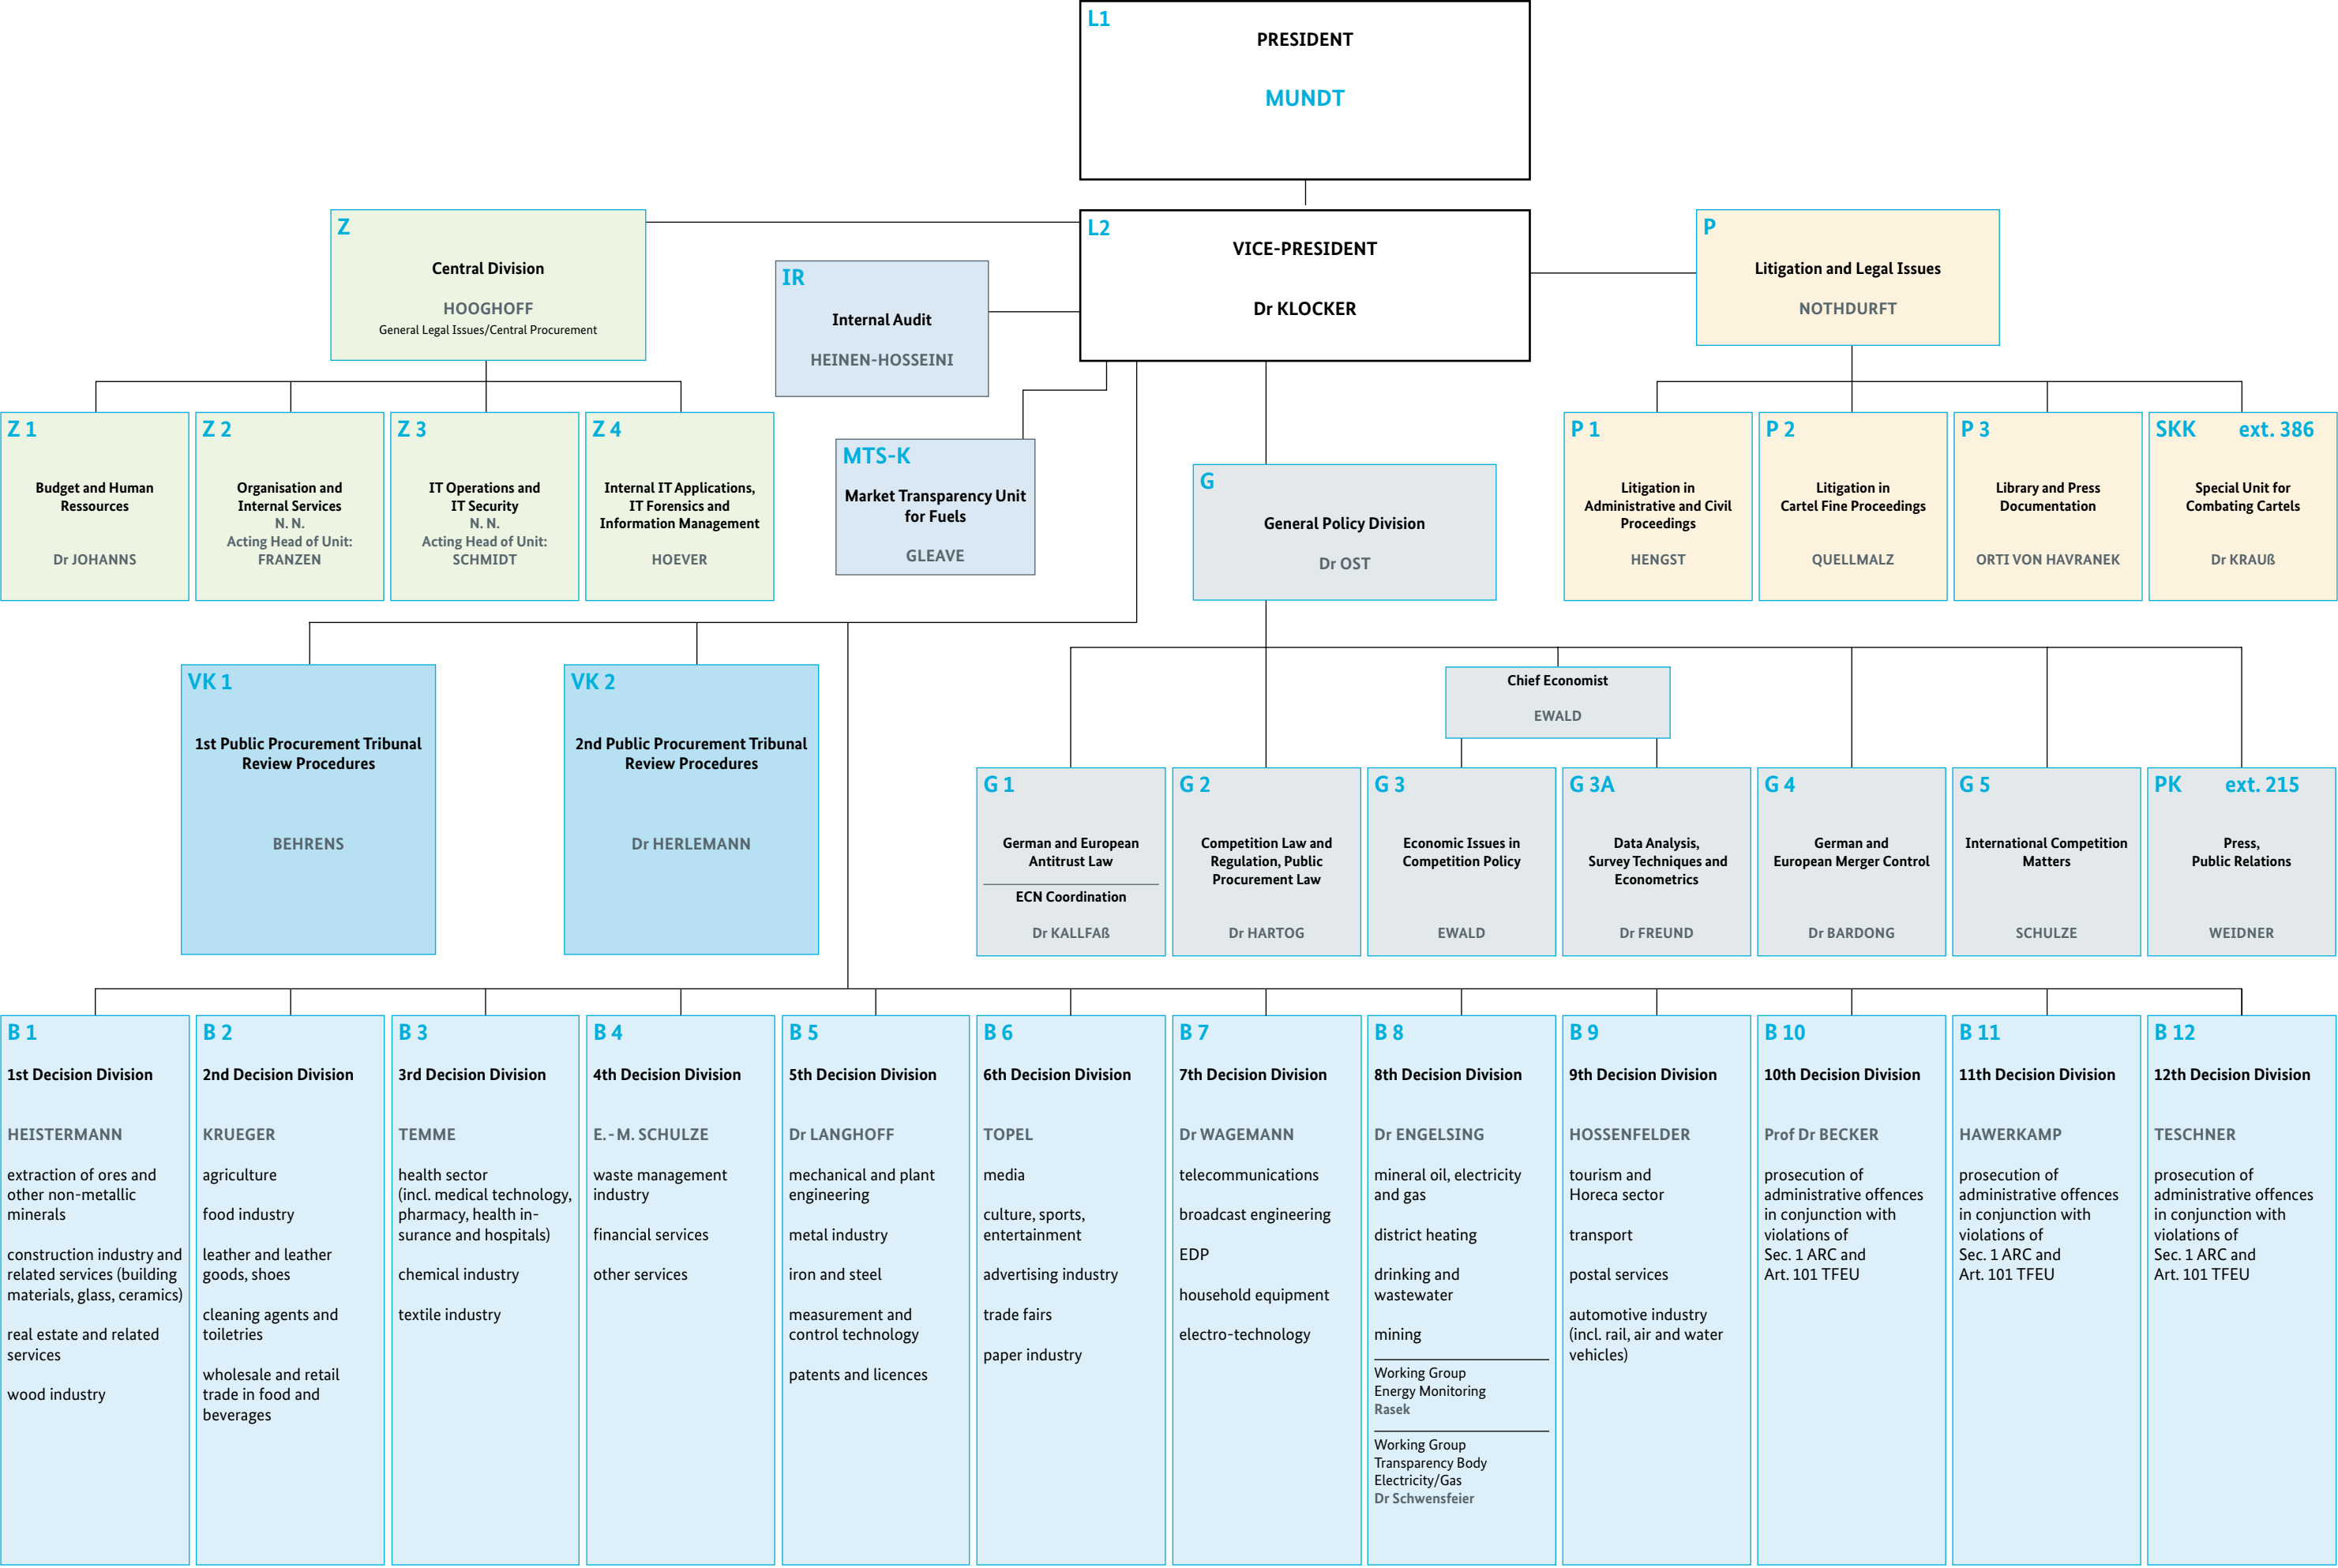 L1
PRESIDENT
MUNDT
L2
VICE-PRESIDENT
Dr KLOCKER
Z
Central Division
HOOGHOFF
General Legal Issues/Central Procurement
IR
Internal Audit
HEINEN-HOSSEINI
P
Litigation and Legal Issues
NOTHDURFT
Z 1
Budget and Human
Ressources
Dr JOHANNS
Z 2
Organisation and
Internal Services
N. N.
Acting Head of Unit:
FRANZEN
Z 3
IT Operations and
IT Security
N. N.
Acting Head of Unit:
SCHMIDT
Z 4
Internal IT Applications,
IT Forensics and
Information Management
HOEVER
MTS-K
Market Transparency Unit
for Fuels
GLEAVE
G
General Policy Division
Dr OST
P 1
Litigation in
Administrative and Civil
Proceedings
HENGST
P 2
Litigation in
Cartel Fine Proceedings
QUELLMALZ
P 3
Library and Press
Documentation
ORTI VON HAVRANEK
SKK ext. 386
Special Unit for
Combating Cartels
Dr KRAUß
VK 1
1st Public Procurement Tribunal
Review Procedures
BEHRENS
VK 2
2nd Public Procurement Tribunal
Review Procedures
Dr HERLEMANN
Chief Economist
EWALD
G 1
German and European
Antitrust Law
ECN Coordination
Dr KALLFAß
G 2
Competition Law and
Regulation, Public
Procurement Law
Dr HARTOG
G 3
Economic Issues in
Competition Policy
EWALD
G 3A
Data Analysis,
Survey Techniques and
Econometrics
Dr FREUND
G 4
German and
European Merger Control
Dr BARDONG
G 5
International Competition
Matters
SCHULZE
PK ext. 215
Press,
Public Relations
WEIDNER
B 1
1st Decision Division
HEISTERMANN
extraction of ores and
other non-metallic
minerals
construction industry and
related services (building
materials, glass, ceramics)
real estate and related
services
wood industry
B 2
2nd Decision Division
KRUEGER
agriculture
food industry
leather and leather
goods, shoes
cleaning agents and
toiletries
wholesale and retail
trade in food and
beverages
B 3
3rd Decision Division
TEMME
health sector
(incl. medical technology,
pharmacy, health in-
surance and hospitals)
chemical industry
textile industry
B 4
4th Decision Division
E.-M. SCHULZE
waste management
industry
financial services
other services
B 5
5th Decision Division
Dr LANGHOFF
mechanical and plant
engineering
metal industry
iron and steel
measurement and
control technology
patents and licences
B 6
6th Decision Division
TOPEL
media
culture, sports,
entertainment
advertising industry
trade fairs
paper industry
B 7
7th Decision Division
Dr WAGEMANN
telecommunications
broadcast engineering
EDP
household equipment
electro-technology
B 8
8th Decision Division
Dr ENGELSING
mineral oil, electricity
and gas
district heating
drinking and
wastewater
mining
Working Group
Energy Monitoring
Rasek
Working Group
Transparency Body
Electricity/Gas
Dr Schwensfeier
B 9
9th Decision Division
HOSSENFELDER
tourism and
Horeca sector
transport
postal services
automotive industry
(incl. rail, air and water
vehicles)
B 10
10th Decision Division
Prof Dr BECKER
prosecution of
administrative offences
in conjunction with
violations of
Sec. 1 ARC and
Art. 101 TFEU
B 11
11th Decision Division
HAWERKAMP
prosecution of
administrative offences
in conjunction with
violations of
Sec. 1 ARC and
Art. 101 TFEU
B 12
12th Decision Division
TESCHNER
prosecution of
administrative offences
in conjunction with
violations of
Sec. 1 ARC and
Art. 101 TFEU